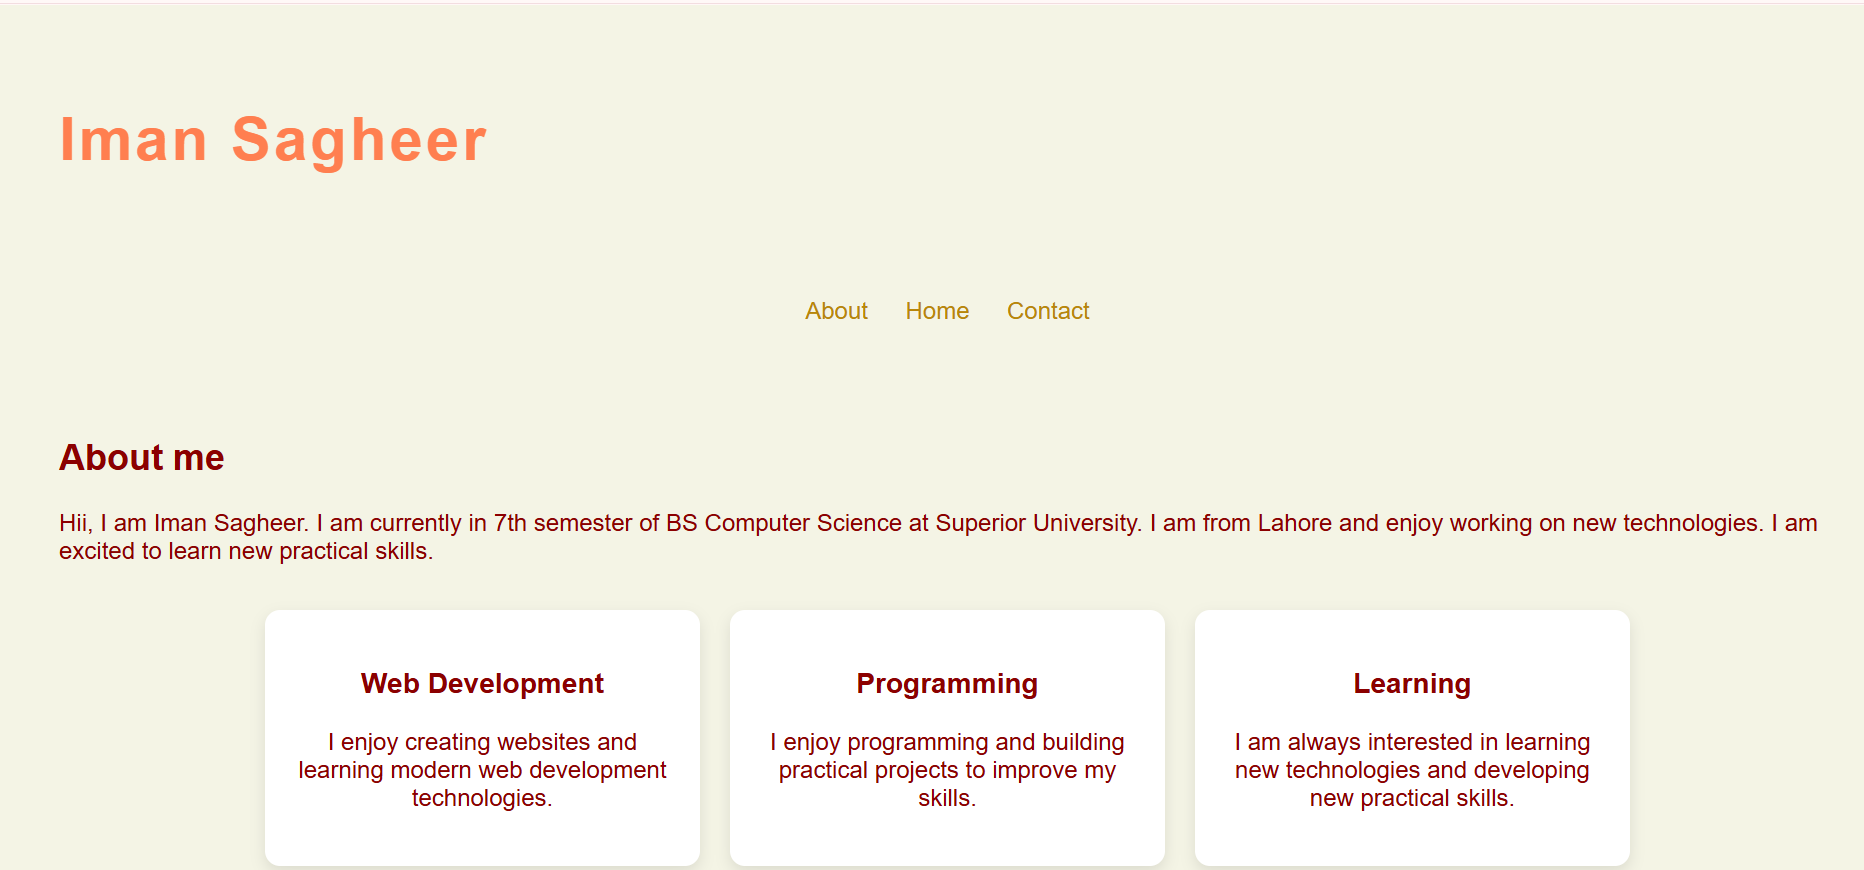 Iman Sagheer
About Home Contact
About me
Hii, I am Iman Sagheer. I am currently in 7th semester of BS Computer Science at Superior University. I am from Lahore and enjoy working on new technologies. I am
excited to learn new practical skills.
Web Development
I enjoy creating websites and
learning modern web development
technologies.
Programming
I enjoy programming and building
practical projects to improve my
skills.
Learning
I am always interested in learning
new technologies and developing
new practical skills.